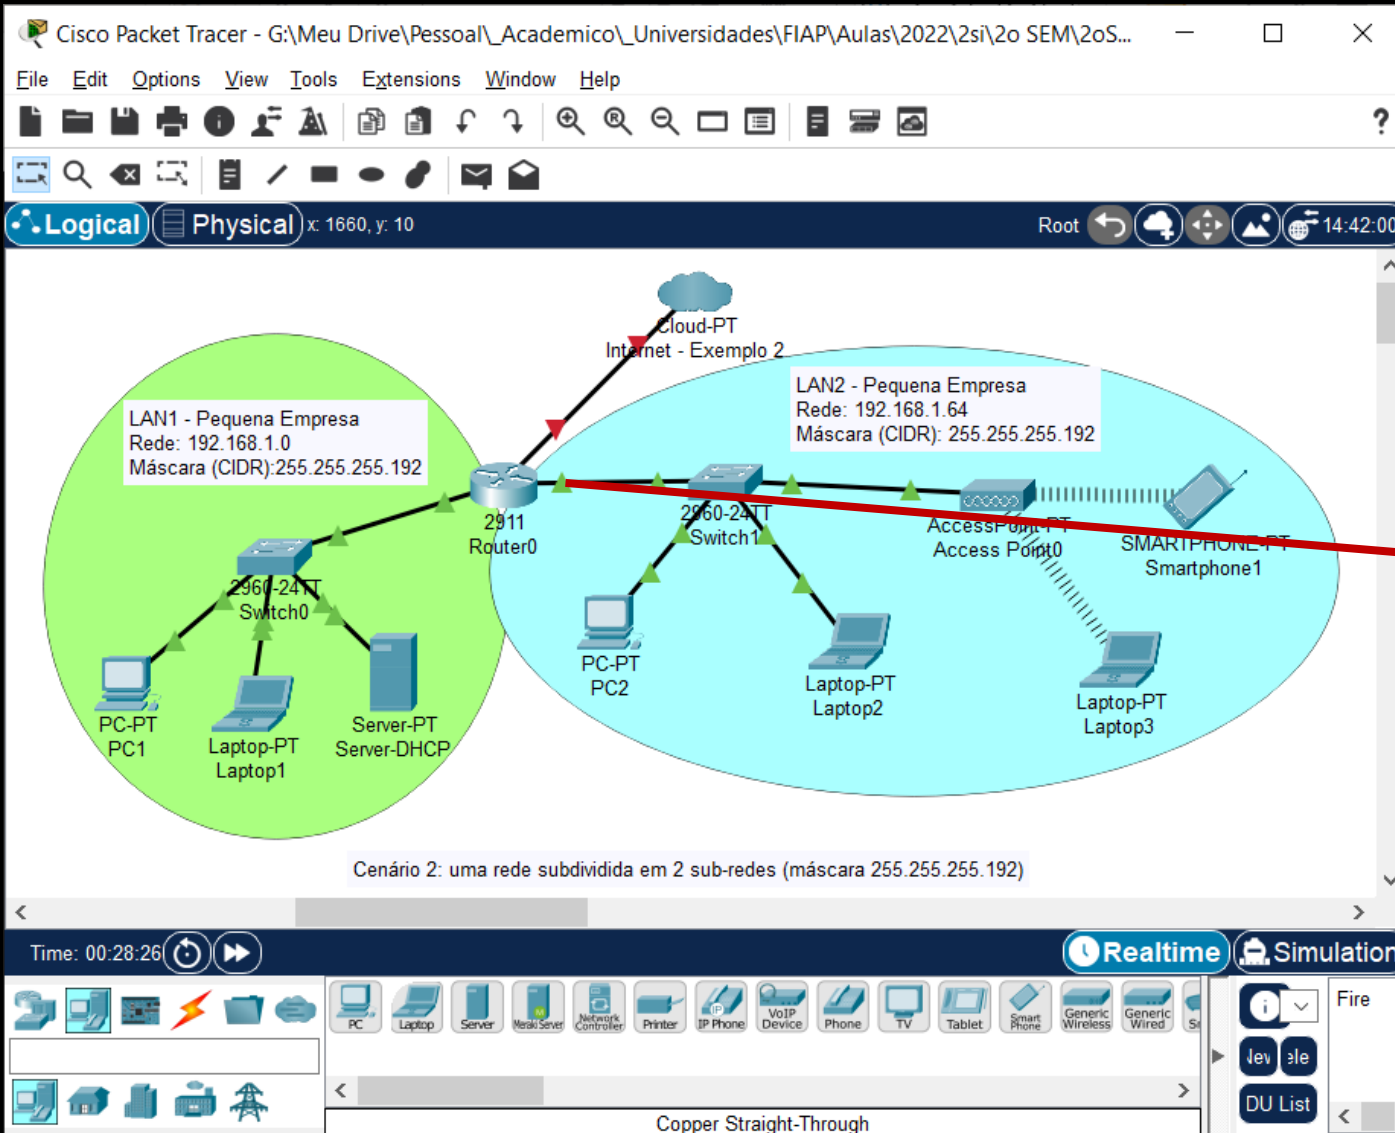 Cisco Packet Tracer - G:\Meu Drive\Pessoal\_Academico\_Universidades\FIAP\Aulas\2022\2si\2o SEM\2oS...
File Edit Options View Tools Extensions Window Help
?
Logical Physical x: 1660, y: 10 Root 14:42:00
Cloud-PT
Internet - Exemplo 2
LAN1 - Pequena Empresa
Rede: 192.168.1.0
Máscara (CIDR):255.255.255.192
LAN2 - Pequena Empresa
Rede: 192.168.1.64
Máscara (CIDR): 255.255.255.192
2911
Router0
2960-24TT
Switch1
AccessPoint-PT
Access Point0
SMARTPHONE-PT
Smartphone1
2960-24TT
Switch0
PC-PT
PC1
Laptop-PT
Laptop1
Server-PT
Server-DHCP
PC-PT
PC2
Laptop-PT
Laptop2
Laptop-PT
Laptop3
Cenário 2: uma rede subdividida em 2 sub-redes (máscara 255.255.255.192)
Time: 00:28:26 Realtime Simulation
PC Laptop Server Meraki Server Network Controller Printer IP Phone VoIP Device Phone TV Tablet Smart Phone Generic Wireless Generic Wired
Fire
DU List
Copper Straight-Through